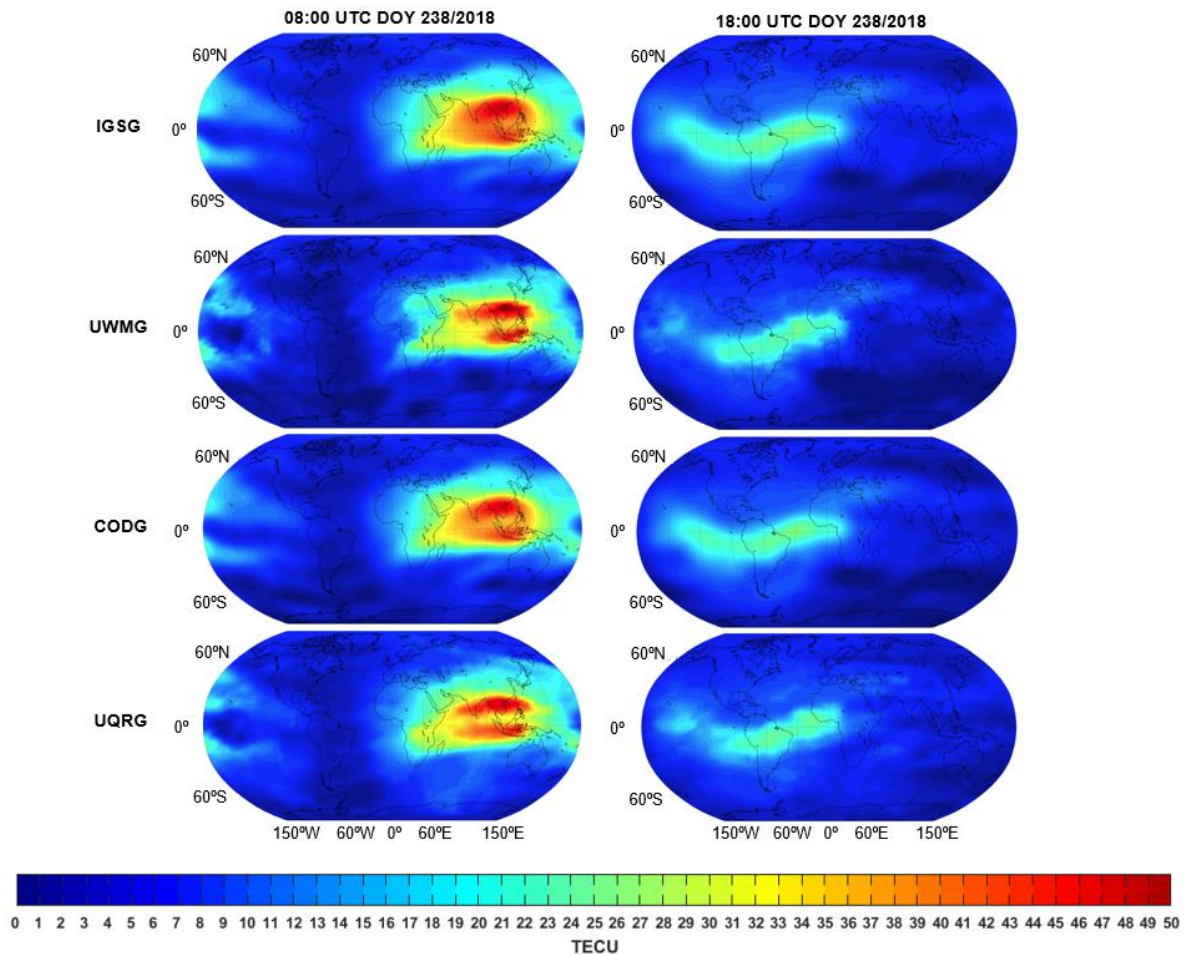 08:00 UTC DOY 238/2018 18:00 UTC DOY 238/2018
60ºN 60ºN
IGSG 0º 0º
60ºS 60ºS
60ºN 60ºN
UWMG 0º 0º
60ºS 60ºS
60ºN 60ºN
CODG 0º 0º
60ºS 60ºS
60ºN 60ºN
UQRG 0º 0º
60ºS 60ºS
150ºW 60ºW 0º 60ºE 150ºE 150ºW 60ºW 0º 60ºE 150ºE
0 1 2 3 4 5 6 7 8 9 10 11 12 13 14 15 16 17 18 19 20 21 22 23 24 25 26 27 28 29 30 31 32 33 34 35 36 37 38 39 40 41 42 43 44 45 46 47 48 49 50
TECU